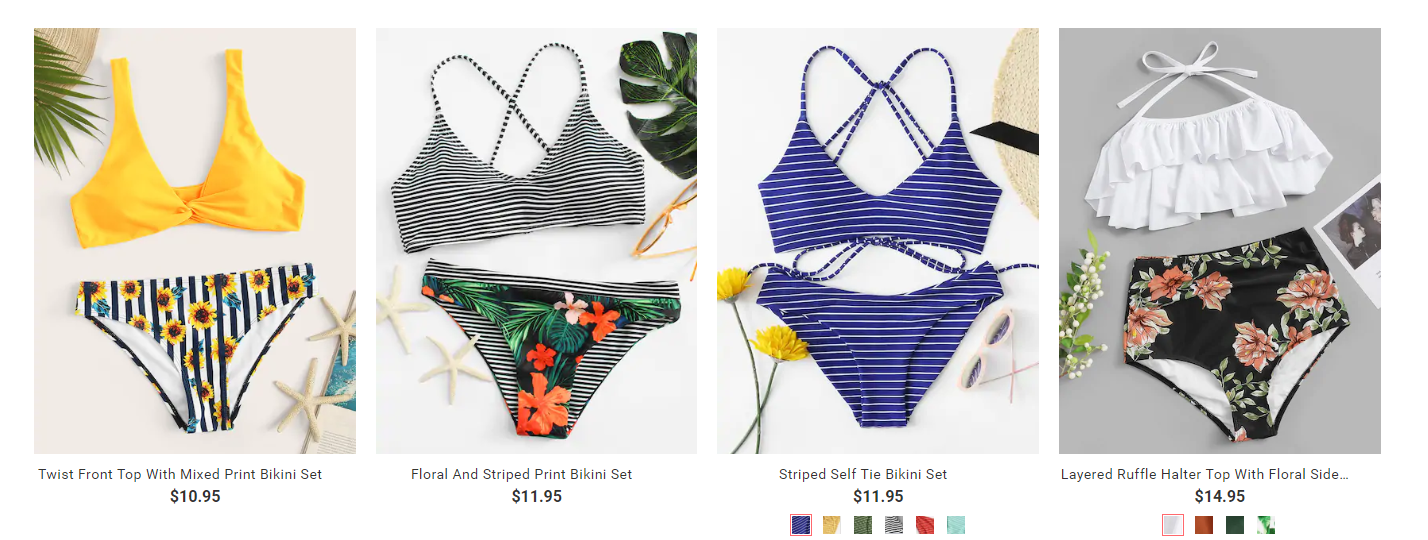 Twist Front Top With Mixed Print Bikini Set
$10.95
Floral And Striped Print Bikini Set
$11.95
Striped Self Tie Bikini Set
$11.95
Layered Ruffle Halter Top With Floral Side...
$14.95